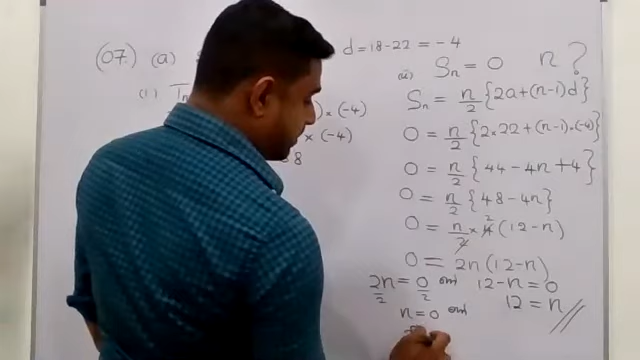 (07) (a)
(i) Tn
) × (-4)
× (-4)
8
d = 18 - 22 = -4
(ii) Sn = 0 n ?
Sn = n/2 {2a + (n-1)d}
0 = n/2 {2×22 + (n-1)×(-4)}
0 = n/2 {44 - 4n + 4}
0 = n/2 {48 - 4n}
0 = n/2 × 4 2 (12 - n)
0 = 2n (12 - n)
2n/2 = 0/2 12 - n = 0
n = 0 12 = n //